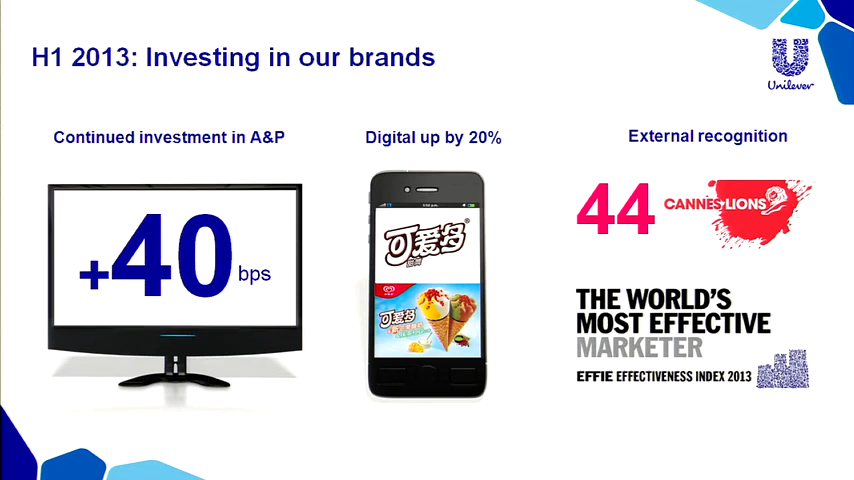 H1 2013: Investing in our brands
Unilever
Continued investment in A&P
Digital up by 20%
External recognition
+40 bps
可爱多®
可爱多
44 CANNES LIONS
THE WORLD'S
MOST EFFECTIVE
MARKETER
EFFIE EFFECTIVENESS INDEX 2013